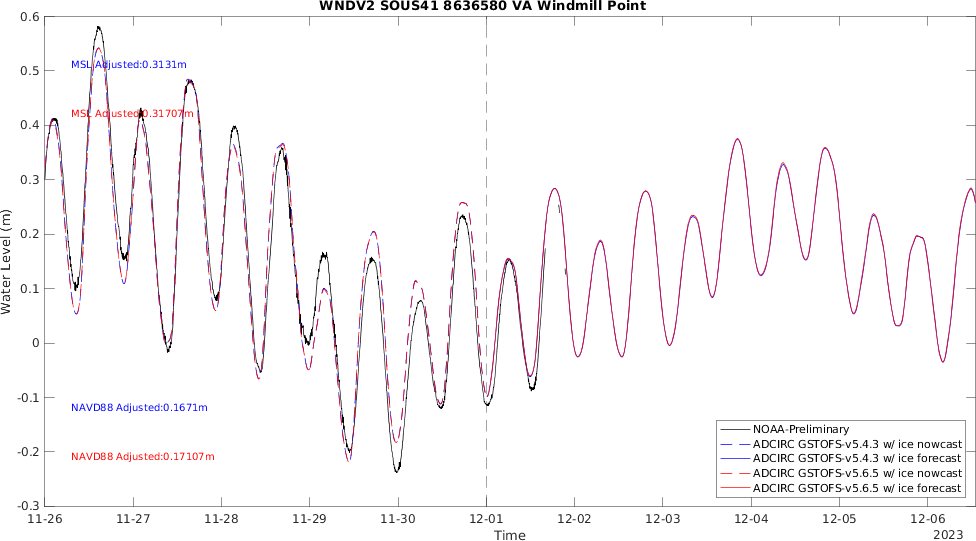 WNDV2 SOUS41 8636580 VA Windmill Point
0.6
0.5
0.4
0.3
0.2
0.1
0
-0.1
-0.2
-0.3
Water Level (m)
MSL Adjusted:0.3131m
MSL Adjusted:0.31707m
NAVD88 Adjusted:0.1671m
NAVD88 Adjusted:0.17107m
NOAA-Preliminary
ADCIRC GSTOFS-v5.4.3 w/ ice nowcast
ADCIRC GSTOFS-v5.4.3 w/ ice forecast
ADCIRC GSTOFS-v5.6.5 w/ ice nowcast
ADCIRC GSTOFS-v5.6.5 w/ ice forecast
11-26 11-27 11-28 11-29 11-30 12-01 12-02 12-03 12-04 12-05 12-06
Time
2023